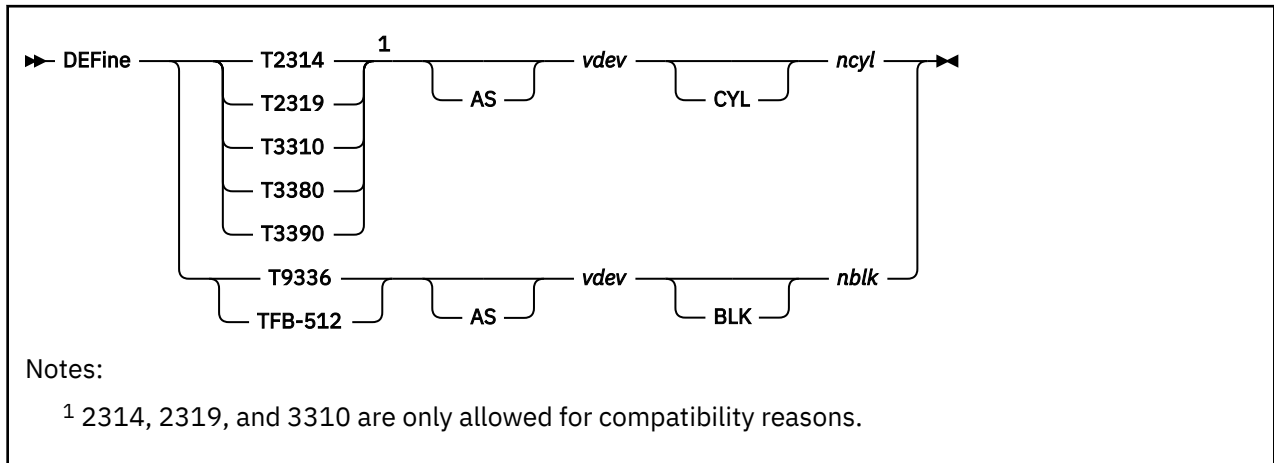 DEFine T2314 1 AS vdev CYL ncyl
T2319
T3310
T3380
T3390
T9336 AS vdev BLK nblk
TFB-512
Notes:
1 2314, 2319, and 3310 are only allowed for compatibility reasons.